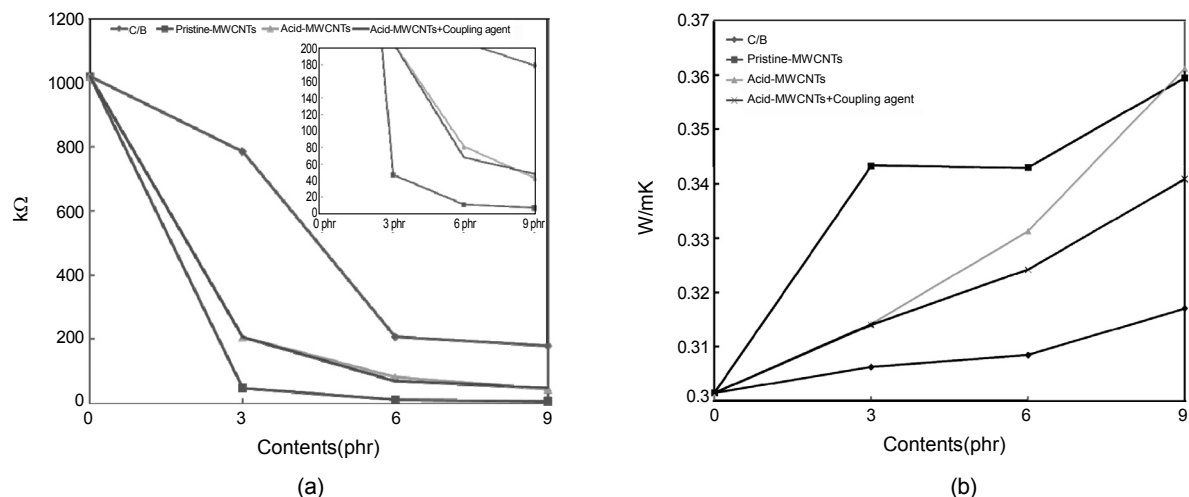 1200
1000
800
600
400
200
0
kΩ
C/B
Pristine-MWCNTs
Acid-MWCNTs
Acid-MWCNTs+Coupling agent
200
180
160
140
120
100
80
60
40
20
0
0 phr
3 phr
6 phr
9 phr
0
3
6
9
Contents(phr)
(a)
0.37
0.36
0.35
0.34
0.33
0.32
0.31
0.3
W/mK
C/B
Pristine-MWCNTs
Acid-MWCNTs
Acid-MWCNTs+Coupling agent
0
3
6
9
Contents(phr)
(b)